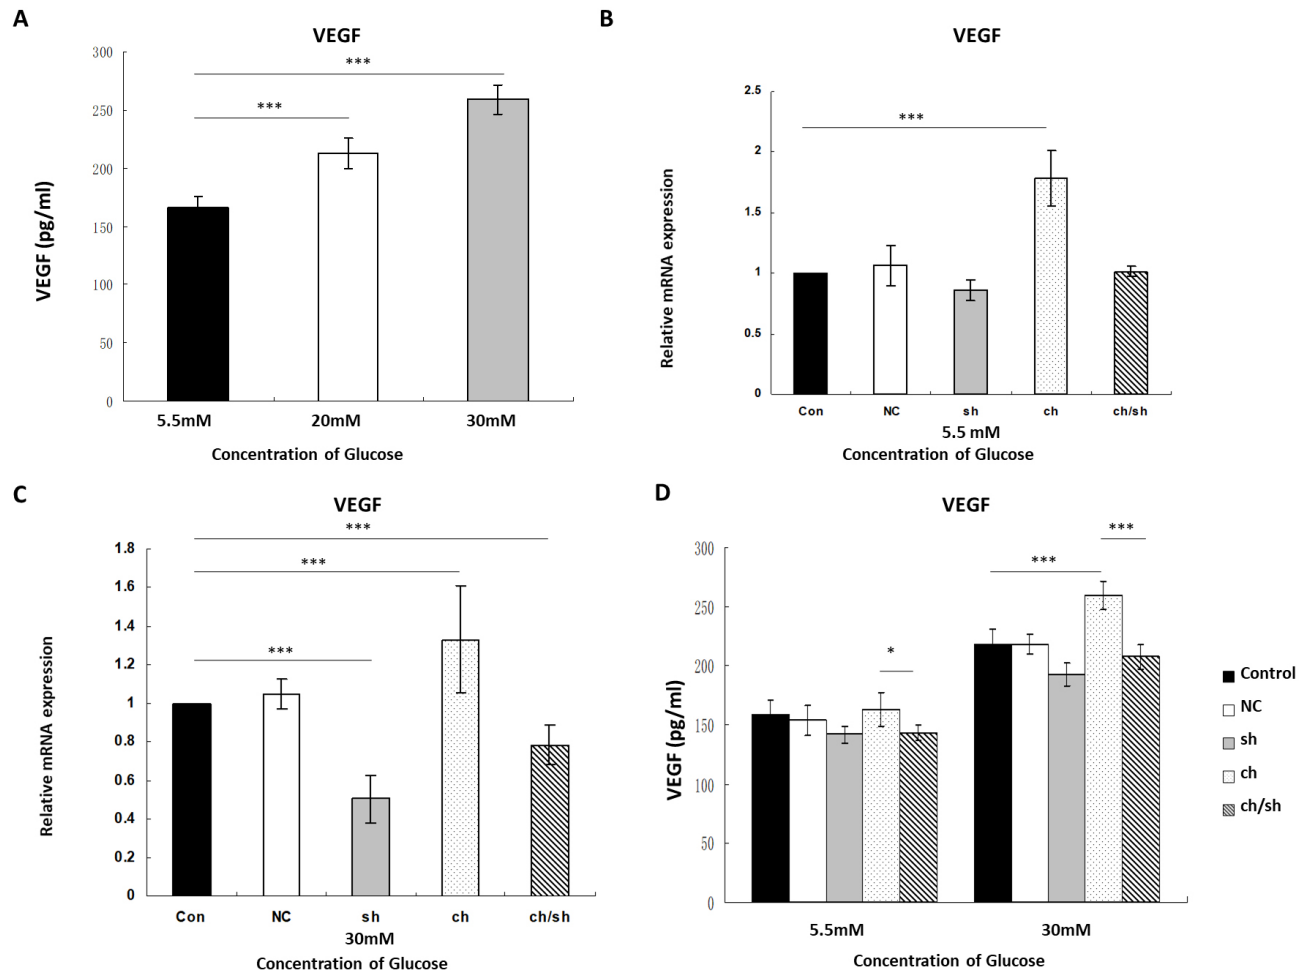 A
VEGF
300
250
200
150
100
50
0
VEGF (pg/ml)
***
***
5.5mM 20mM 30mM
Concentration of Glucose
B
VEGF
2.5
2
1.5
1
0.5
0
Relative mRNA expression
***
Con NC sh ch ch/sh
5.5 mM
Concentration of Glucose
C
VEGF
1.8
1.6
1.4
1.2
1
0.8
0.6
0.4
0.2
0
Relative mRNA expression
***
***
***
Con NC sh ch ch/sh
30mM
Concentration of Glucose
D
VEGF
300
250
200
150
100
50
0
VEGF (pg/ml)
***
***
*
5.5mM 30mM
Concentration of Glucose
Control
NC
sh
ch
ch/sh